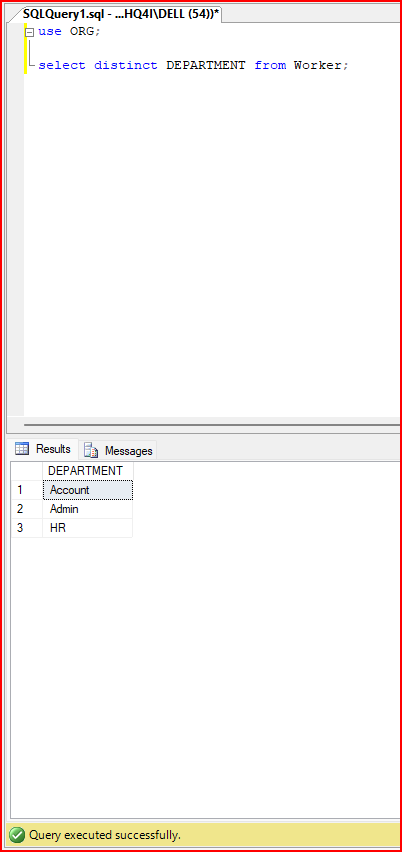 SQLQuery1.sql - ...HQ4I\DELL (54))*
use ORG;
select distinct DEPARTMENT from Worker;
Results Messages
DEPARTMENT
1 Account
2 Admin
3 HR
Query executed successfully.